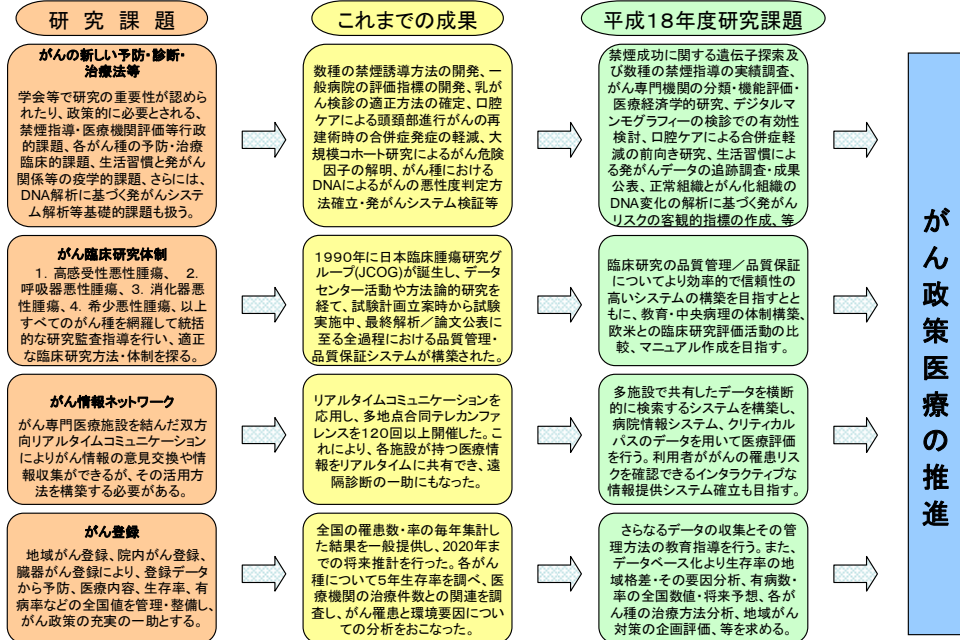 研究課題
これまでの成果
平成18年度研究課題
がんの新しい予防・診断・
治療法等
学会等で研究の重要性が認めら
れたり、政策的に必要とされる、
禁煙指導・医療機関評価等行政
的課題、各がん種の予防・治療
臨床的課題、生活習慣と発がん
関係等の疫学的課題、さらには、
DNA解析に基づく発がんシステ
ム解析等基礎的課題も扱う。
数種の禁煙誘導方法の開発、一
般病院の評価指標の開発、乳が
ん検診の適正方法の確定、口腔
ケアによる頭頚部進行がんの再
建術時の合併症発症の軽減、大
規模コホート研究によるがん危険
因子の解明、がん種における
DNAによるがんの悪性度判定方
法確立・発がんシステム検証等
禁煙成功に関する遺伝子探索及
び数種の禁煙指導の実績調査、
がん専門機関の分類・機能評価・
医療経済学的研究、デジタルマ
ンモグラフィーの検診での有効性
検討、口腔ケアによる合併症軽
減の前向き研究、生活習慣によ
る発がんデータの追跡調査・成果
公表、正常組織とがん化組織の
DNA変化の解析に基づく発がん
リスクの客観的指標の作成、等
がん臨床研究体制
1．高感受性悪性腫瘍、 2．
呼吸器悪性腫瘍、3．消化器悪
性腫瘍、4．希少悪性腫瘍、以上
すべてのがん種を網羅して統括
的な研究監査指導を行い、適正
な臨床研究方法・体制を探る。
1990年に日本臨床腫瘍研究グ
ループ(JCOG)が誕生し、データ
センター活動や方法論的研究を
経て、試験計画立案時から試験
実施中、最終解析／論文公表に
至る全過程における品質管理・
品質保証システムが構築された。
臨床研究の品質管理／品質保証
についてより効率的で信頼性の
高いシステムの構築を目指すとと
もに、教育・中央病理の体制構築、
欧米との臨床研究評価活動の比
較、マニュアル作成を目指す。
がん情報ネットワーク
がん専門医療施設を結んだ双方
向リアルタイムコミュニケーション
によりがん情報の意見交換や情
報収集ができるが、その活用方
法を構築する必要がある。
リアルタイムコミュニケーションを
応用し、多地点合同テレカンファ
レンスを120回以上開催した。こ
れにより、各施設が持つ医療情
報をリアルタイムに共有でき、遠
隔診断の一助にもなった。
多施設で共有したデータを横断
的に検索するシステムを構築し、
病院情報システム、クリティカル
パスのデータを用いて医療評価
を行う。利用者ががんの罹患リス
クを確認できるインタラクティブな
情報提供システム確立も目指す。
がん登録
地域がん登録、院内がん登録、
臓器がん登録により、登録データ
から予防、医療内容、生存率、有
病率などの全国値を管理・整備し、
がん政策の充実の一助とする。
全国の罹患数・率の毎年集計し
た結果を一般提供し、2020年ま
での将来推計を行った。各がん
種について5年生存率を調べ、医
療機関の治療件数との関連を調
査し、がん罹患と環境要因につい
ての分析をおこなった。
さらなるデータの収集とその管
理方法の教育指導を行う。また、
データベース化より生存率の地
域格差・その要因分析、有病数・
率の全国数値・将来予想、各が
ん種の治療方法分析、地域がん
対策の企画評価、等を求める。
がん政策医療の推進